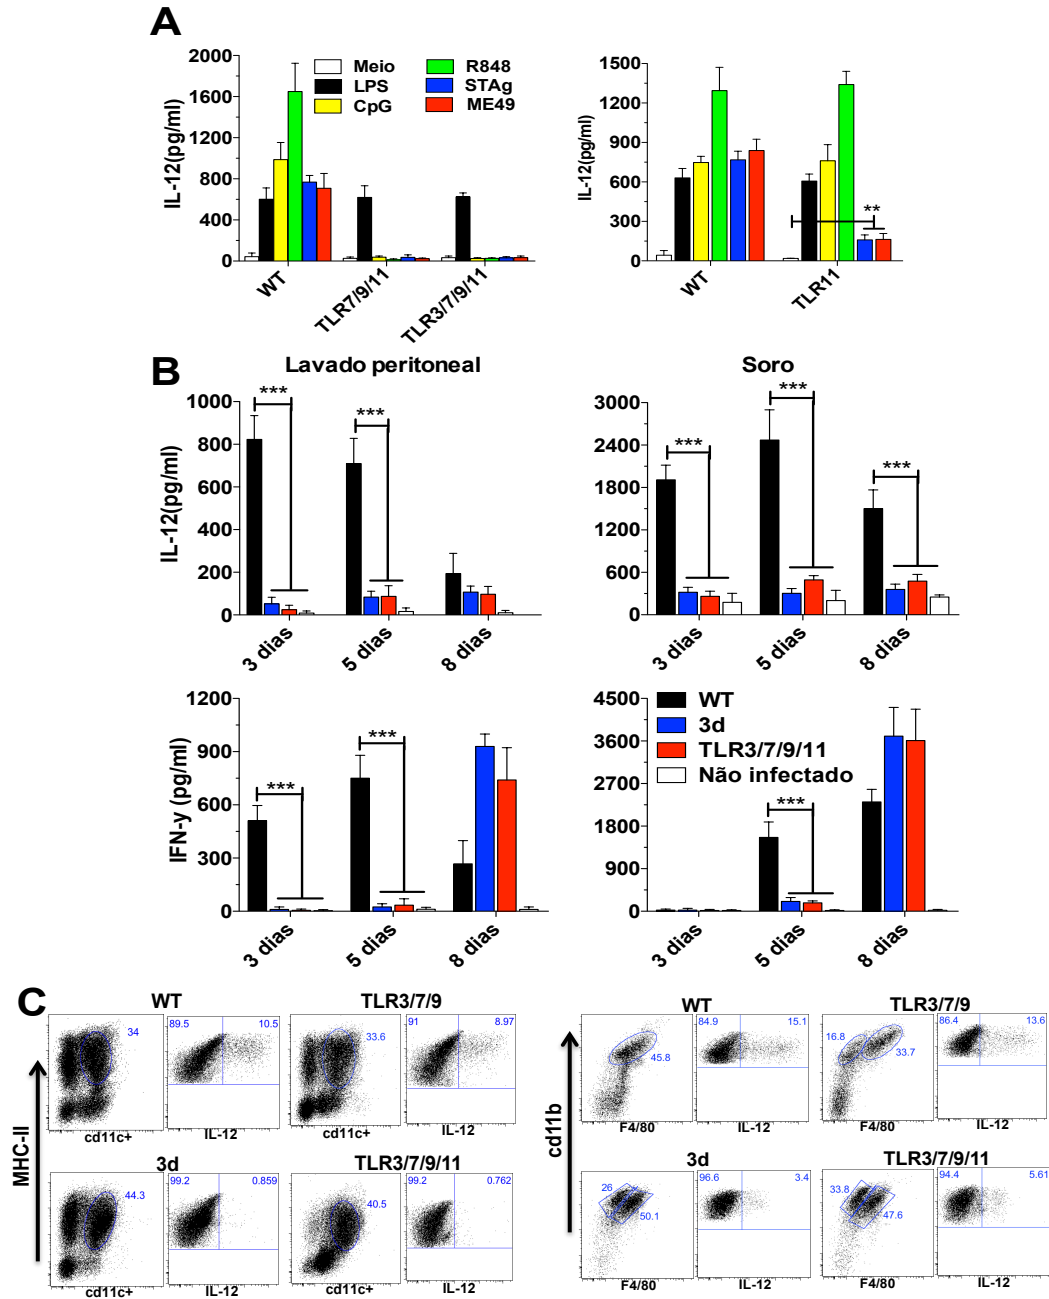 A
IL-12(pg/ml)
2000
1600
1200
800
400
0
Meio
LPS
CpG
R848
STAg
ME49
WT
TLR7/9/11
TLR3/7/9/11
IL-12(pg/ml)
1500
1200
900
600
300
0
**
WT
TLR11
B
Lavado peritoneal
IL-12(pg/ml)
1000
800
600
400
200
0
***
***
3 dias
5 dias
8 dias
Soro
3000
2400
1800
1200
600
0
***
***
***
3 dias
5 dias
8 dias
IFN-y (pg/ml)
1200
900
600
300
0
***
***
3 dias
5 dias
8 dias
4500
3600
2700
1800
900
0
WT
3d
TLR3/7/9/11
Não infectado
***
3 dias
5 dias
8 dias
C
MHC-II
WT
34
cd11c+
89.5
10.5
IL-12
TLR3/7/9
33.6
cd11c+
91
8.97
IL-12
3d
44.3
cd11c+
99.2
0.859
IL-12
TLR3/7/9/11
40.5
cd11c+
99.2
0.762
IL-12
cd11b
WT
45.8
F4/80
84.9
15.1
IL-12
TLR3/7/9
16.8
33.7
F4/80
86.4
13.6
IL-12
3d
26
50.1
F4/80
96.6
3.4
IL-12
TLR3/7/9/11
33.8
47.6
F4/80
94.4
5.61
IL-12